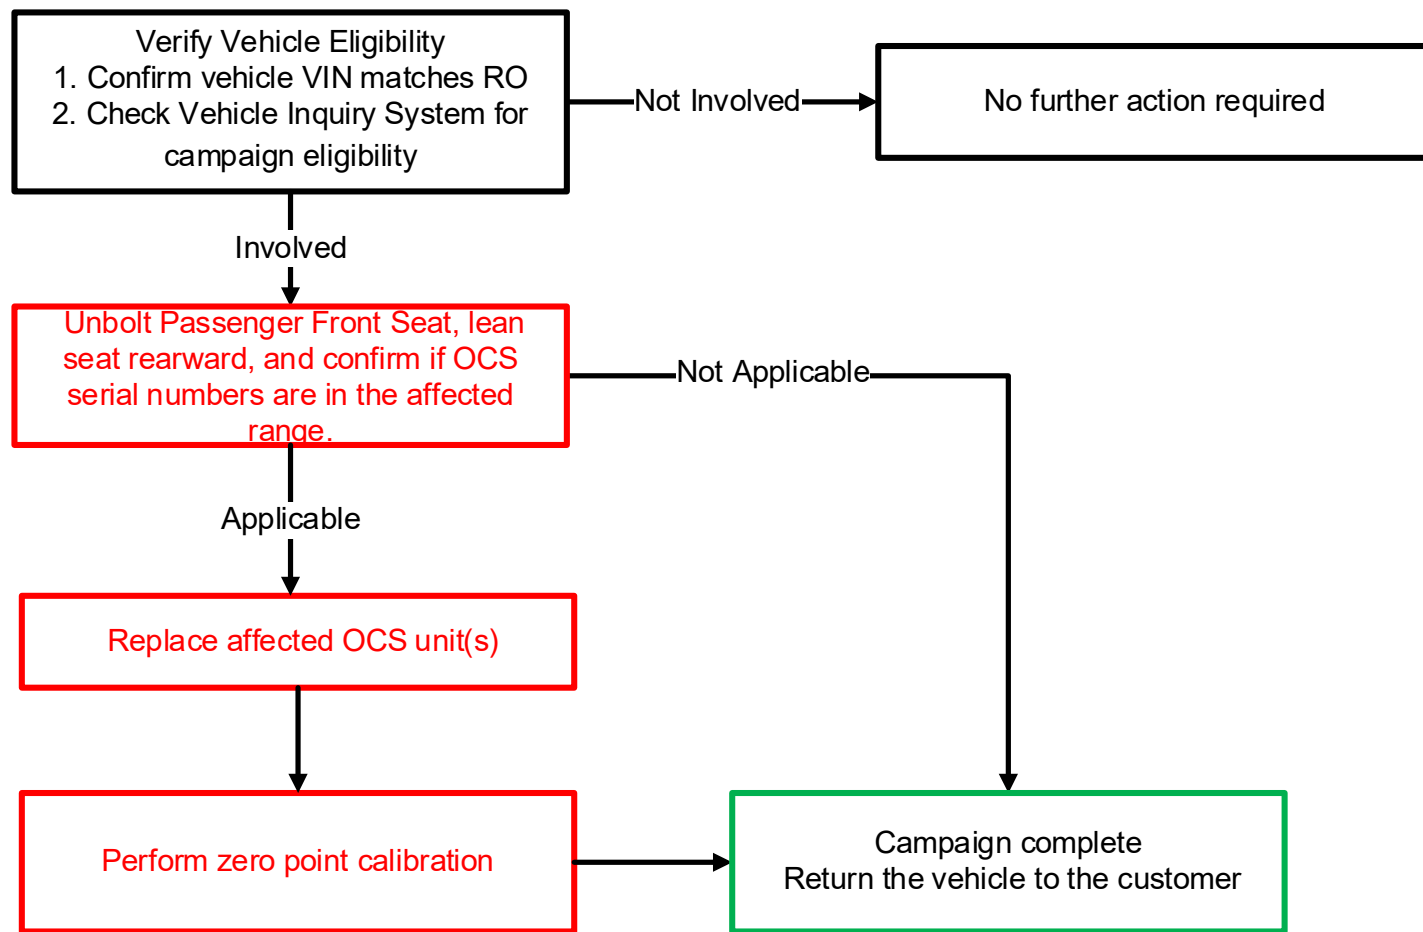 Verify Vehicle Eligibility
1. Confirm vehicle VIN matches RO
2. Check Vehicle Inquiry System for
campaign eligibility
Not Involved
No further action required
Involved
Unbolt Passenger Front Seat, lean
seat rearward, and confirm if OCS
serial numbers are in the affected
range.
Not Applicable
Applicable
Replace affected OCS unit(s)
Perform zero point calibration
Campaign complete
Return the vehicle to the customer